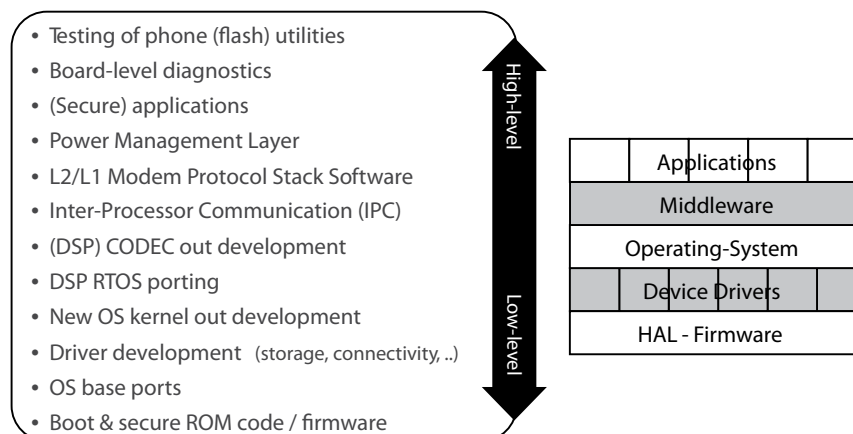 • Testing of phone (flash) utilities
• Board-level diagnostics
• (Secure) applications
• Power Management Layer
• L2/L1 Modem Protocol Stack Software
• Inter-Processor Communication (IPC)
• (DSP) CODEC out development
• DSP RTOS porting
• New OS kernel out development
• Driver development (storage, connectivity, ..)
• OS base ports
• Boot & secure ROM code / firmware
High-level
Low-level
Applications
Middleware
Operating-System
Device Drivers
HAL - Firmware